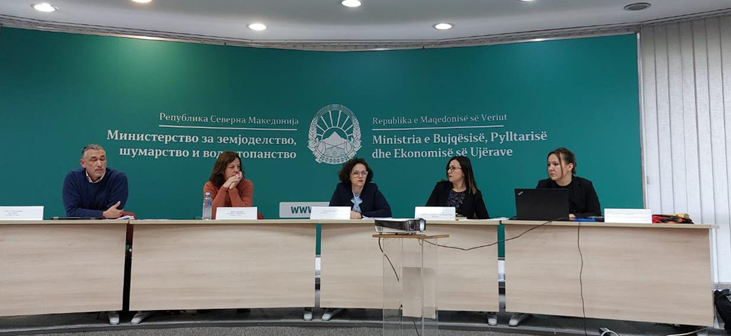 Република Северна Македонија
Министерство за земјоделство,
шумарство и водостопанство
Republika e Maqedonisë së Veriut
Ministria e Bujqësisë, Pylltarisë
dhe Ekonomisë së Ujërave
www